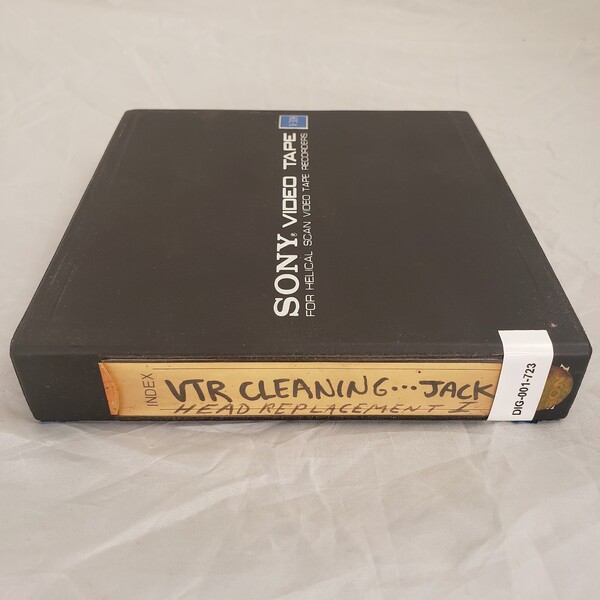 SONY® VIDEO TAPE
FOR HELICAL SCAN VIDEO TAPE RECORDERS
INDEX
VTR CLEANING...JACK
HEAD REPLACEMENT I
DIG-001-723